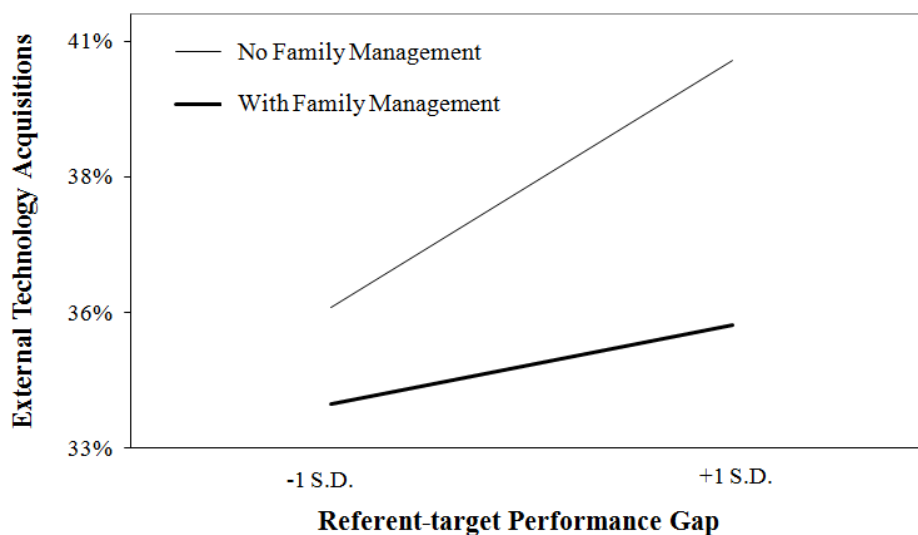 External Technology Acquisitions
41%
38%
36%
33%
No Family Management
With Family Management
-1 S.D.
+1 S.D.
Referent-target Performance Gap